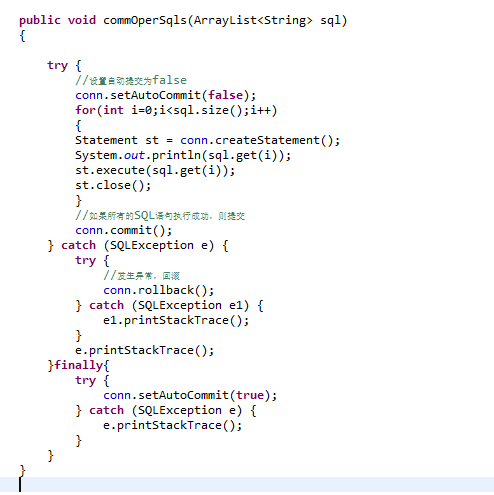 public void commOperSqls(ArrayList<String> sql)
{
try {
//设置自动提交为false
conn.setAutoCommit(false);
for(int i=0;i<sql.size();i++)
{
Statement st = conn.createStatement();
System.out.println(sql.get(i));
st.execute(sql.get(i));
st.close();
}
//如果所有的SQL语句执行成功，则提交
conn.commit();
} catch (SQLException e) {
try {
//发生异常，回滚
conn.rollback();
} catch (SQLException e1) {
e1.printStackTrace();
}
e.printStackTrace();
}finally{
try {
conn.setAutoCommit(true);
} catch (SQLException e) {
e.printStackTrace();
}
}
}